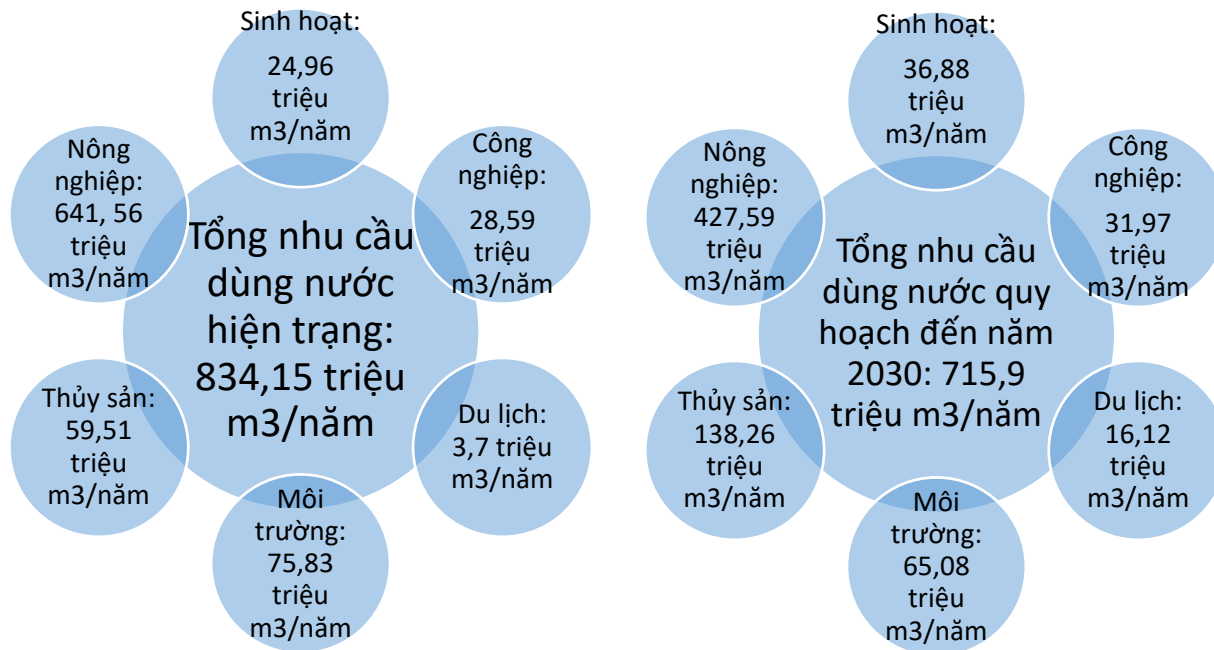 Sinh hoạt:
24,96
triệu
m3/năm
Công
nghiệp:
28,59
triệu
m3/năm
Du lịch:
3,7 triệu
m3/năm
Môi
trường:
75,83
triệu
m3/năm
Thủy sản:
59,51
triệu
m3/năm
Nông
nghiệp:
641, 56
triệu
m3/năm
Tổng nhu cầu
dùng nước
hiện trạng:
834,15 triệu
m3/năm
Sinh hoạt:
36,88
triệu
m3/năm
Công
nghiệp:
31,97
triệu
m3/năm
Du lịch:
16,12
triệu
m3/năm
Môi
trường:
65,08
triệu
m3/năm
Thủy sản:
138,26
triệu
m3/năm
Nông
nghiệp:
427,59
triệu
m3/năm
Tổng nhu cầu
dùng nước quy
hoạch đến năm
2030: 715,9
triệu m3/năm